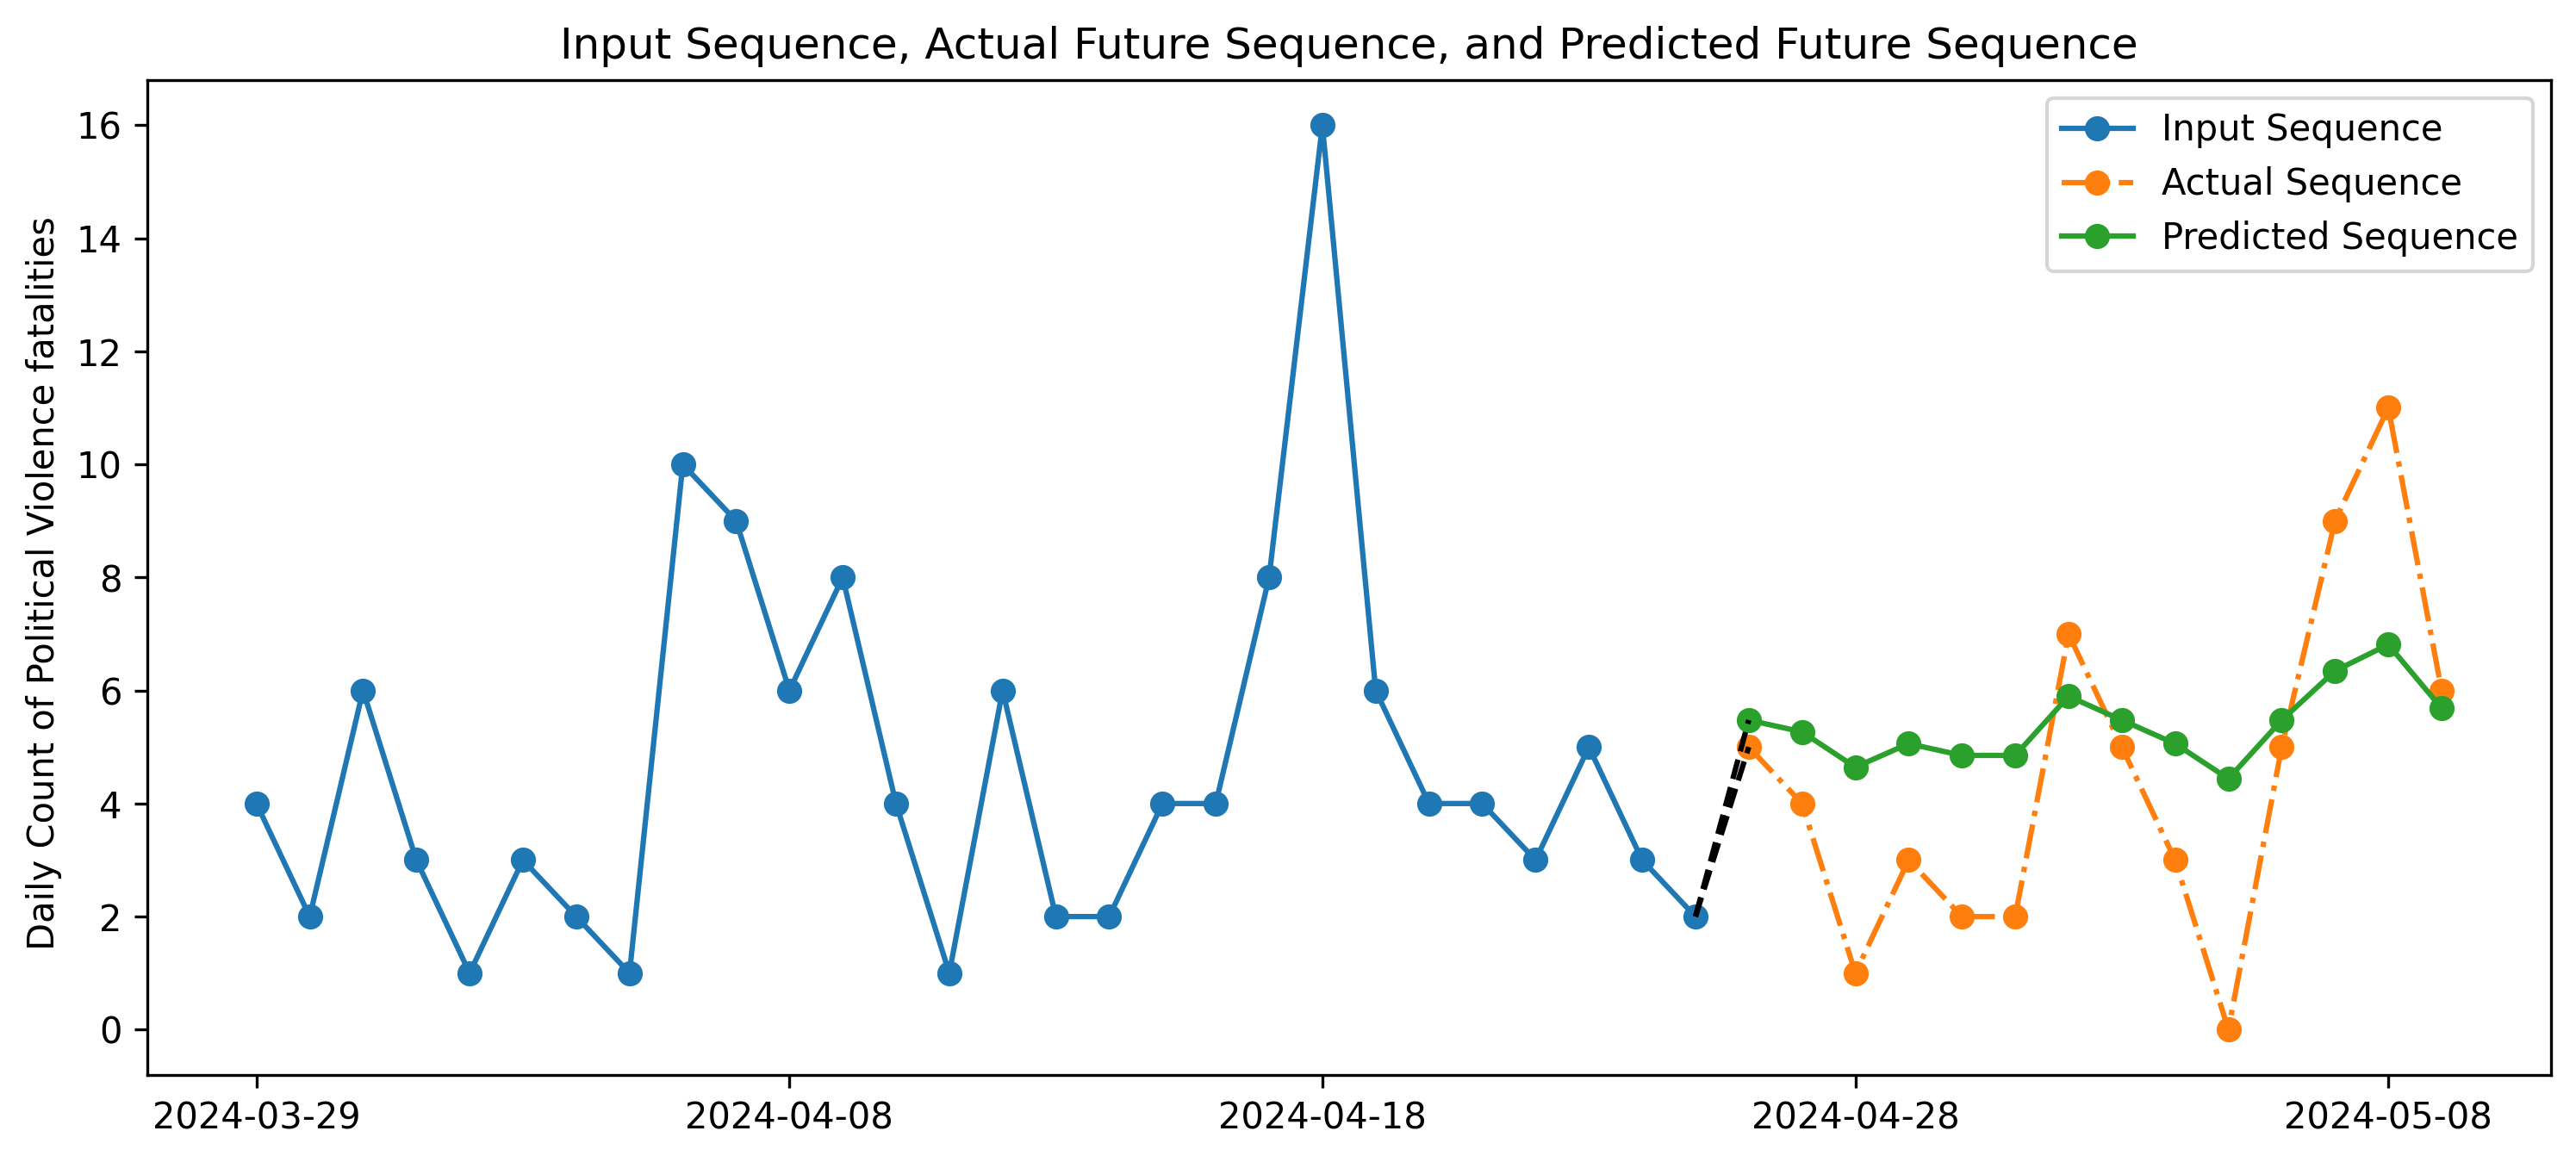 Input Sequence, Actual Future Sequence, and Predicted Future Sequence
Daily Count of Political Violence fatalities
16
14
12
10
8
6
4
2
0
Input Sequence
Actual Sequence
Predicted Sequence
2024-03-29
2024-04-08
2024-04-18
2024-04-28
2024-05-08